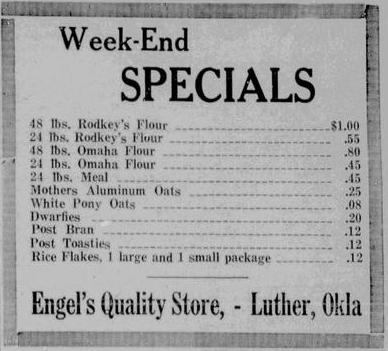 Week-End
SPECIALS
48 lbs. Rodkey's Flour $1.00
24 lbs. Rodkey's Flour .55
48 lbs. Omaha Flour .80
24 lbs. Omaha Flour .45
24 lbs. Meal .45
Mothers Aluminum Oats .25
White Pony Oats .08
Dwarfies .20
Post Bran .12
Post Toasties .12
Rice Flakes, 1 large and 1 small package .12
Engel's Quality Store, - Luther, Okla